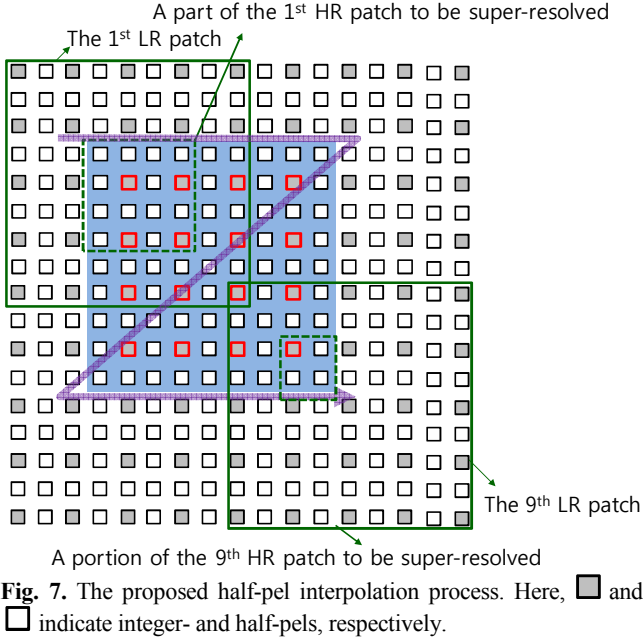 A part of the 1st HR patch to be super-resolved
The 1st LR patch
The 9th LR patch
A portion of the 9th HR patch to be super-resolved
Fig. 7. The proposed half-pel interpolation process. Here, and
indicate integer- and half-pels, respectively.